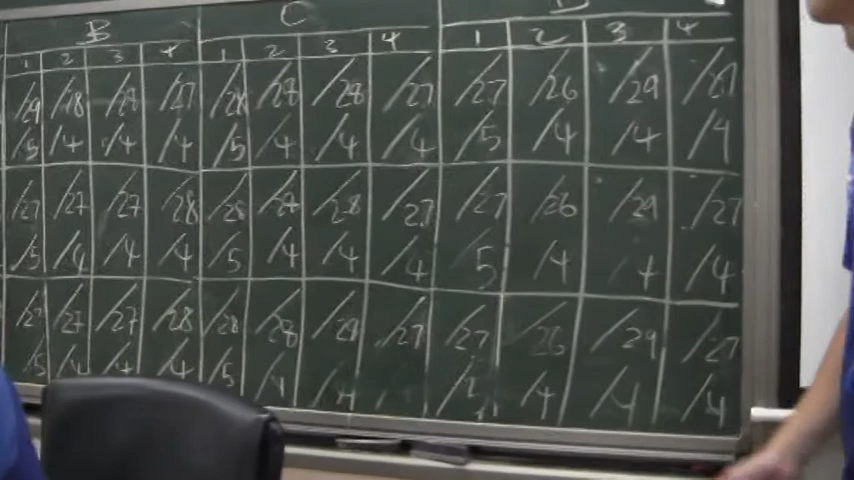 B C D
1 2 3 4 1 2 3 4 1 2 3 4
/29 /18 /27 /27 /28 /27 /28 /27 /27 /26 /29 /27
/5 /4 /4 /4 /5 /4 /4 /4 /5 /4 /4 /4
/27 /27 /27 /28 /28 /27 /28 /27 /27 /26 /29 /27
/5 /4 /4 /4 /5 /4 /4 /4 5 /4 /4 /4
/27 /27 /27 /28 /28 /28 /28 /27 /27 /26 /29 /27
/5 /4 /4 /4 /5 /4 /4 /4 /4 /4